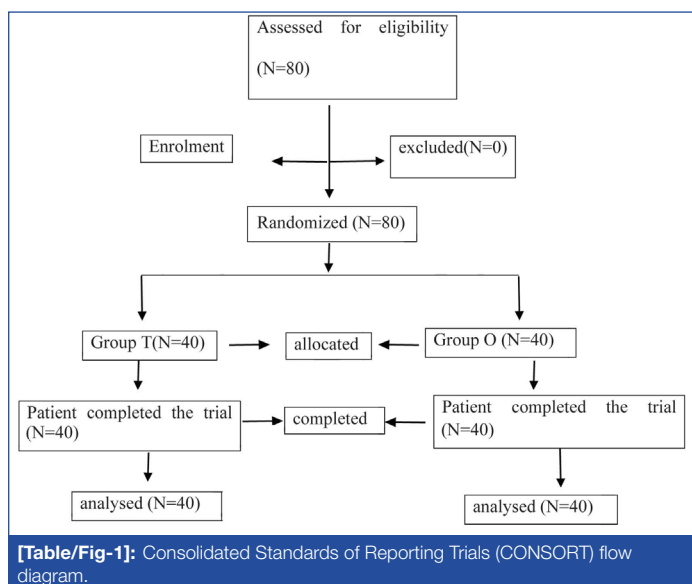 Assessed for eligibility
(N=80)
Enrolment
excluded(N=0)
Randomized (N=80)
Group T(N=40)
allocated
Group O (N=40)
Patient completed the trial
(N=40)
completed
Patient completed the trial
(N=40)
analysed (N=40)
analysed (N=40)
[Table/Fig-1]: Consolidated Standards of Reporting Trials (CONSORT) flow
diagram.